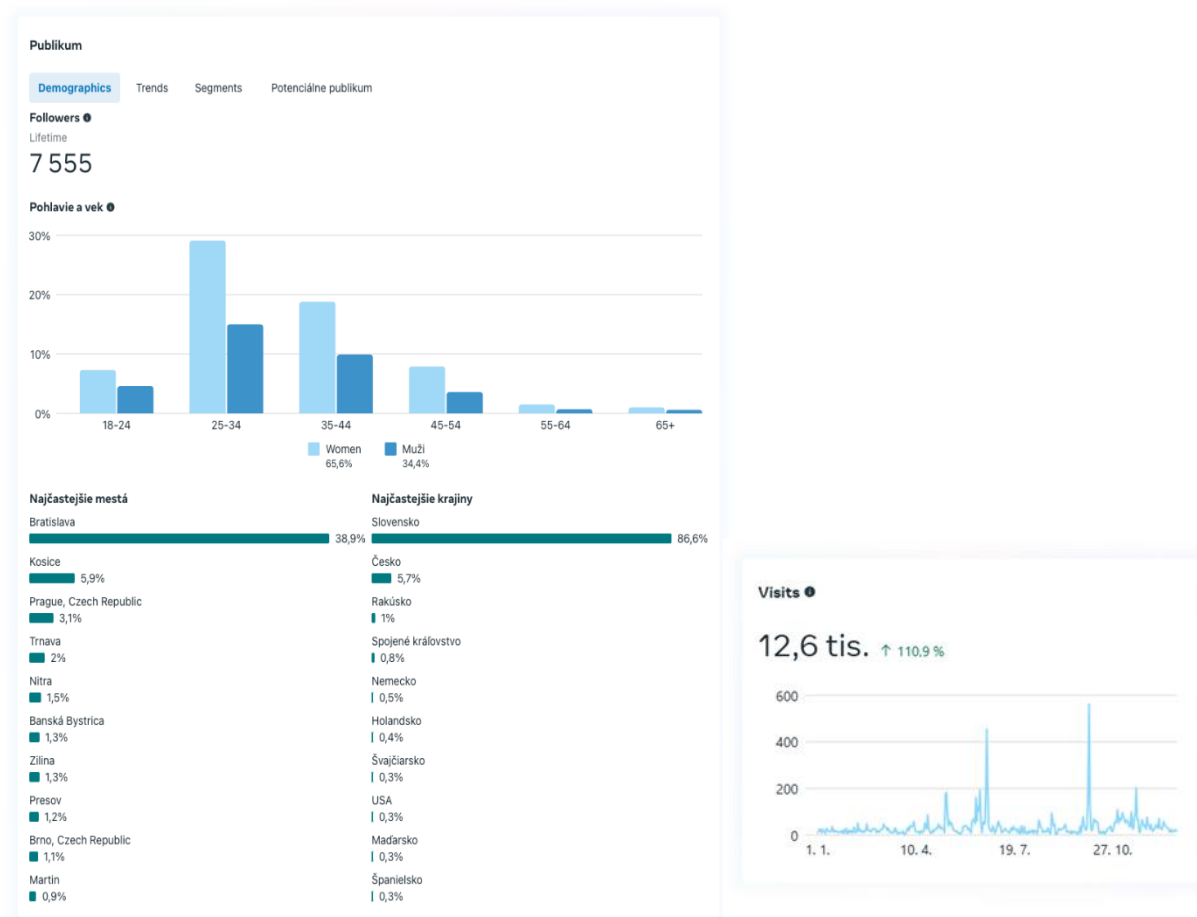 Publikum
Demographics Trends Segments Potenciálne publikum
Followers
Lifetime
7 555
Pohlavie a vek
30%
20%
10%
0%
18-24 25-34 35-44 45-54 55-64 65+
Women Muži
65,6% 34,4%
Najčastejšie mestá
Bratislava
38,9%
Kosice
5,9%
Prague, Czech Republic
3,1%
Trnava
2%
Nitra
1,5%
Banská Bystrica
1,3%
Zilina
1,3%
Presov
1,2%
Brno, Czech Republic
1,1%
Martin
0,9%
Najčastejšie krajiny
Slovensko
86,6%
Česko
5,7%
Rakúsko
1%
Spojené kráľovstvo
0,8%
Nemecko
0,5%
Holandsko
0,4%
Švajčiarsko
0,3%
USA
0,3%
Maďarsko
0,3%
Španielsko
0,3%
Visits
12,6 tis. ↑ 110,9 %
600
400
200
0
1. 1. 10. 4. 19. 7. 27. 10.